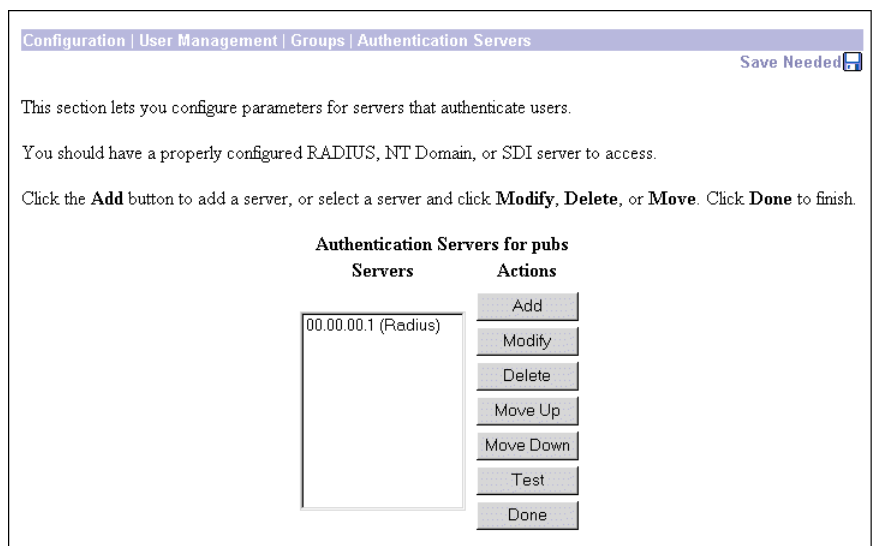 Configuration | User Management | Groups | Authentication Servers
Save Needed
This section lets you configure parameters for servers that authenticate users.
You should have a properly configured RADIUS, NT Domain, or SDI server to access.
Click the Add button to add a server, or select a server and click Modify, Delete, or Move. Click Done to finish.
Authentication Servers for pubs
Servers Actions
00.00.00.1 (Radius)
Add
Modify
Delete
Move Up
Move Down
Test
Done